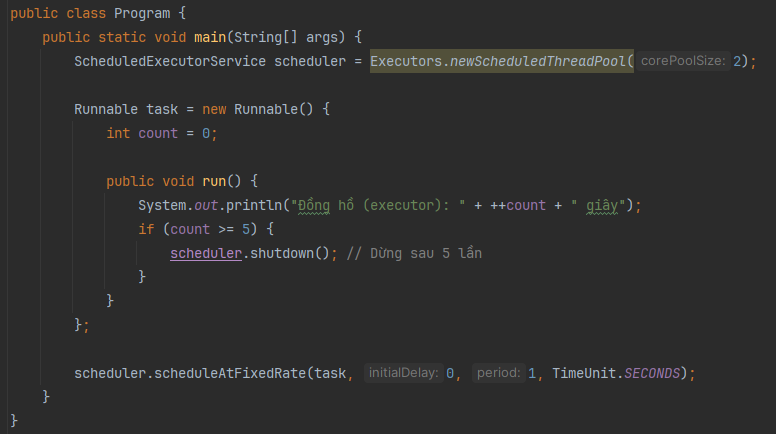 public class Program {
    public static void main(String[] args) {
        ScheduledExecutorService scheduler = Executors.newScheduledThreadPool( corePoolSize: 2);
        Runnable task = new Runnable() {
            int count = 0;
            public void run() {
                System.out.println("Đồng hồ (executor): " + ++count + " giây");
                if (count >= 5) {
                    scheduler.shutdown(); // Dừng sau 5 lần
                }
            }
        };
        scheduler.scheduleAtFixedRate(task, initialDelay: 0, period: 1, TimeUnit.SECONDS);
    }
}